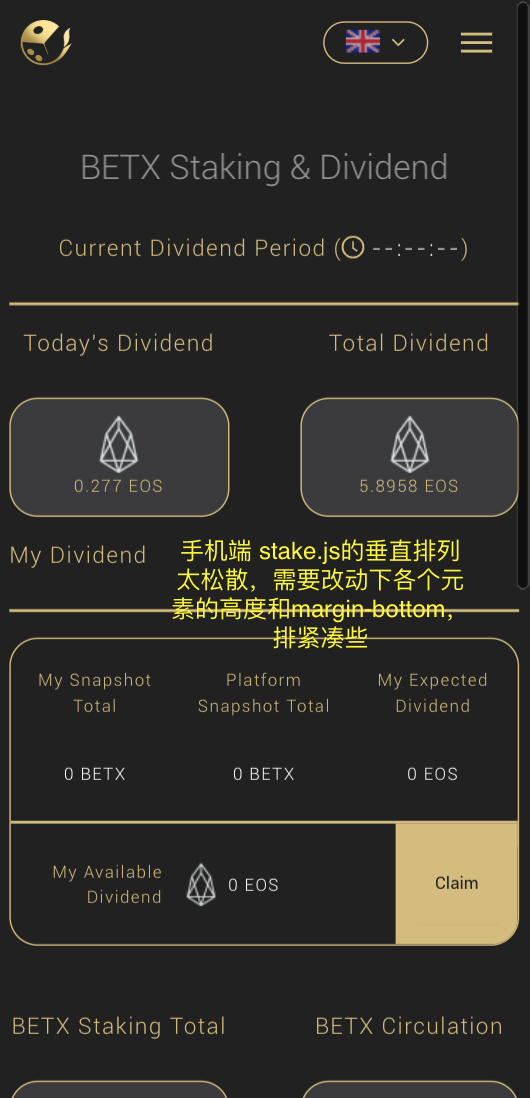 BETX Staking & Dividend
Current Dividend Period ( --:--:--)
Today's Dividend
Total Dividend
0.277 EOS
5.8958 EOS
My Dividend
手机端 stake.js的垂直排列
太松散，需要改动下各个元
素的高度和margin-bottom，
排紧凑些
My Snapshot
Total
Platform
Snapshot Total
My Expected
Dividend
0 BETX
0 BETX
0 EOS
My Available
Dividend
0 EOS
Claim
BETX Staking Total
BETX Circulation